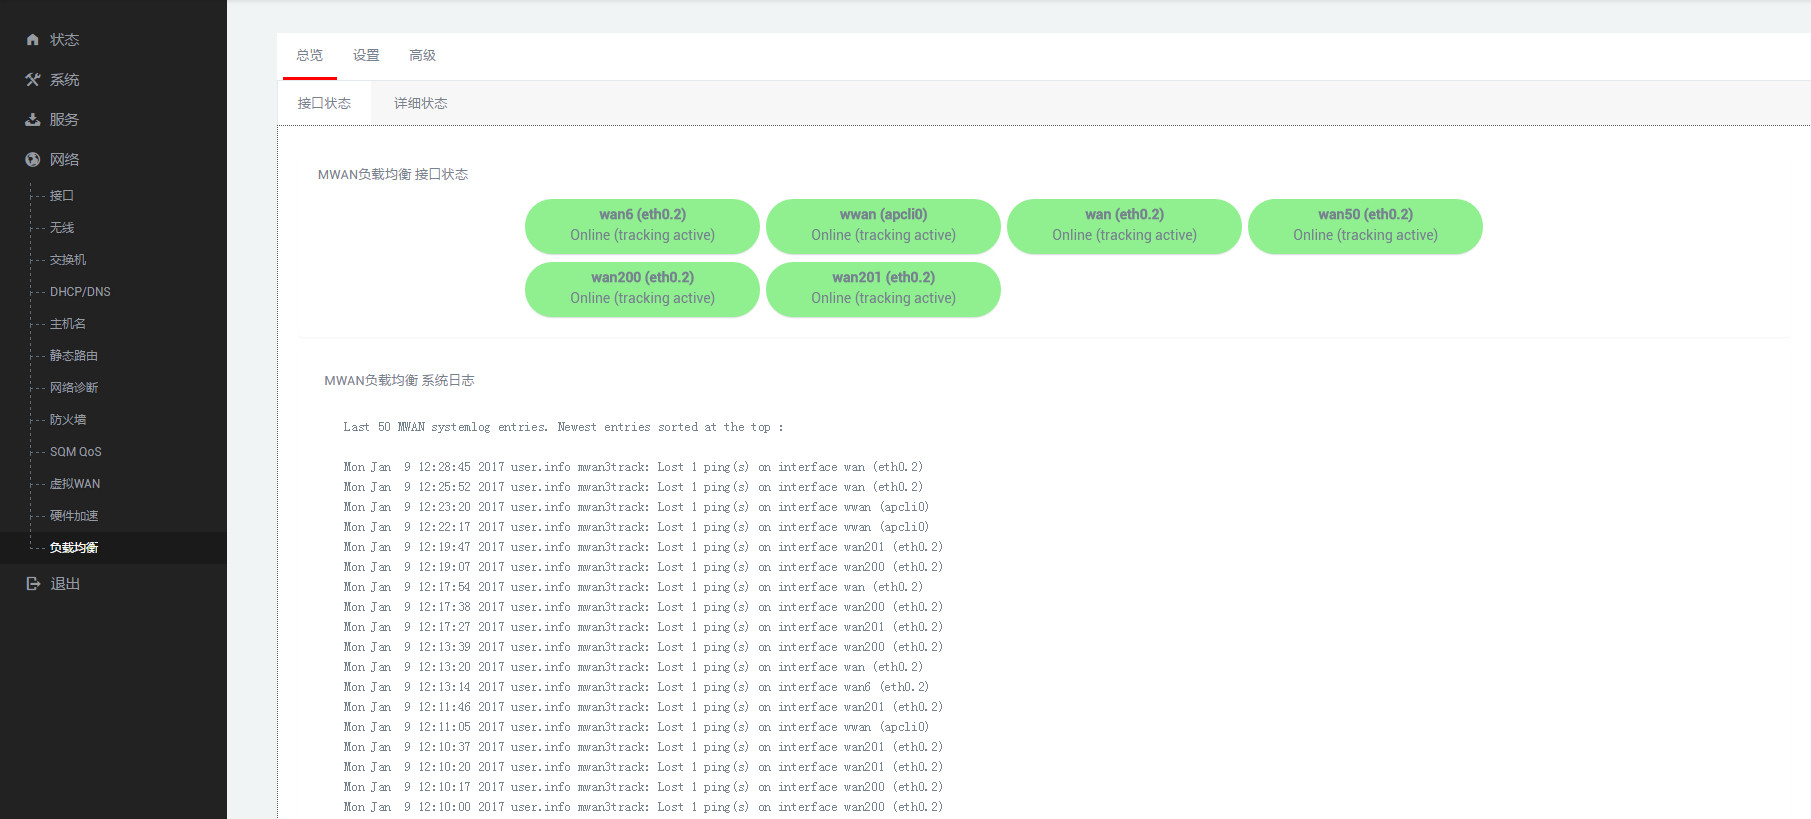 状态
系统
服务
网络
接口
无线
交换机
DHCP/DNS
主机名
静态路由
网络诊断
防火墙
SQM QoS
虚拟WAN
硬件加速
负载均衡
退出
总览 设置 高级
接口状态 详细状态
MWAN负载均衡 接口状态
wan6 (eth0.2) wwan (apcli0) wan (eth0.2) wan50 (eth0.2)
Online (tracking active) Online (tracking active) Online (tracking active) Online (tracking active)
wan200 (eth0.2) wan201 (eth0.2)
Online (tracking active) Online (tracking active)
MWAN负载均衡 系统日志
Last 50 MWAN systemlog entries. Newest entries sorted at the top :
Mon Jan  9 12:28:45 2017 user.info mwan3track: Lost 1 ping(s) on interface wan (eth0.2)
Mon Jan  9 12:25:52 2017 user.info mwan3track: Lost 1 ping(s) on interface wan (eth0.2)
Mon Jan  9 12:23:20 2017 user.info mwan3track: Lost 1 ping(s) on interface wwan (apcli0)
Mon Jan  9 12:22:17 2017 user.info mwan3track: Lost 1 ping(s) on interface wwan (apcli0)
Mon Jan  9 12:19:47 2017 user.info mwan3track: Lost 1 ping(s) on interface wan201 (eth0.2)
Mon Jan  9 12:19:07 2017 user.info mwan3track: Lost 1 ping(s) on interface wan200 (eth0.2)
Mon Jan  9 12:17:54 2017 user.info mwan3track: Lost 1 ping(s) on interface wan (eth0.2)
Mon Jan  9 12:17:38 2017 user.info mwan3track: Lost 1 ping(s) on interface wan200 (eth0.2)
Mon Jan  9 12:17:27 2017 user.info mwan3track: Lost 1 ping(s) on interface wan201 (eth0.2)
Mon Jan  9 12:13:39 2017 user.info mwan3track: Lost 1 ping(s) on interface wan200 (eth0.2)
Mon Jan  9 12:13:20 2017 user.info mwan3track: Lost 1 ping(s) on interface wan (eth0.2)
Mon Jan  9 12:13:14 2017 user.info mwan3track: Lost 1 ping(s) on interface wan6 (eth0.2)
Mon Jan  9 12:11:46 2017 user.info mwan3track: Lost 1 ping(s) on interface wan201 (eth0.2)
Mon Jan  9 12:11:05 2017 user.info mwan3track: Lost 1 ping(s) on interface wwan (apcli0)
Mon Jan  9 12:10:37 2017 user.info mwan3track: Lost 1 ping(s) on interface wan201 (eth0.2)
Mon Jan  9 12:10:20 2017 user.info mwan3track: Lost 1 ping(s) on interface wan201 (eth0.2)
Mon Jan  9 12:10:17 2017 user.info mwan3track: Lost 1 ping(s) on interface wan200 (eth0.2)
Mon Jan  9 12:10:00 2017 user.info mwan3track: Lost 1 ping(s) on interface wan200 (eth0.2)